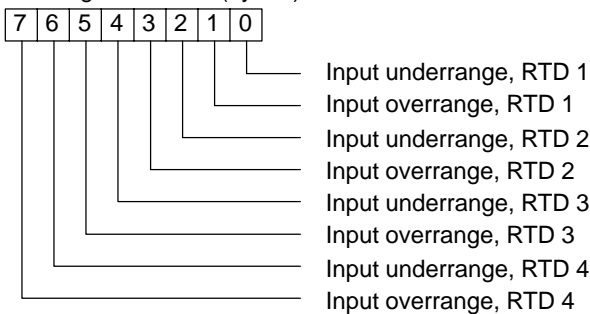 7 6 5 4 3 2 1 0
Input underrange, RTD 1
Input overrange, RTD 1
Input underrange, RTD 2
Input overrange, RTD 2
Input underrange, RTD 3
Input overrange, RTD 3
Input underrange, RTD 4
Input overrange, RTD 4